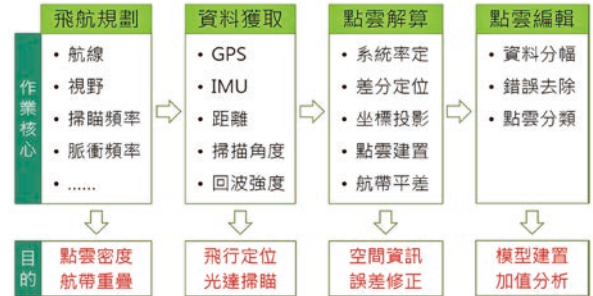 飛航規劃
資料獲取
點雲解算
點雲編輯
作業核心
• 航線
• 視野
• 掃瞄頻率
• 脈衝頻率
• ......
• GPS
• IMU
• 距離
• 掃描角度
• 回波強度
• 系統率定
• 差分定位
• 坐標投影
• 點雲建置
• 航帶平差
• 資料分幅
• 錯誤去除
• 點雲分類
目的
點雲密度
航帶重疊
飛行定位
光達掃瞄
空間資訊
誤差修正
模型建置
加值分析